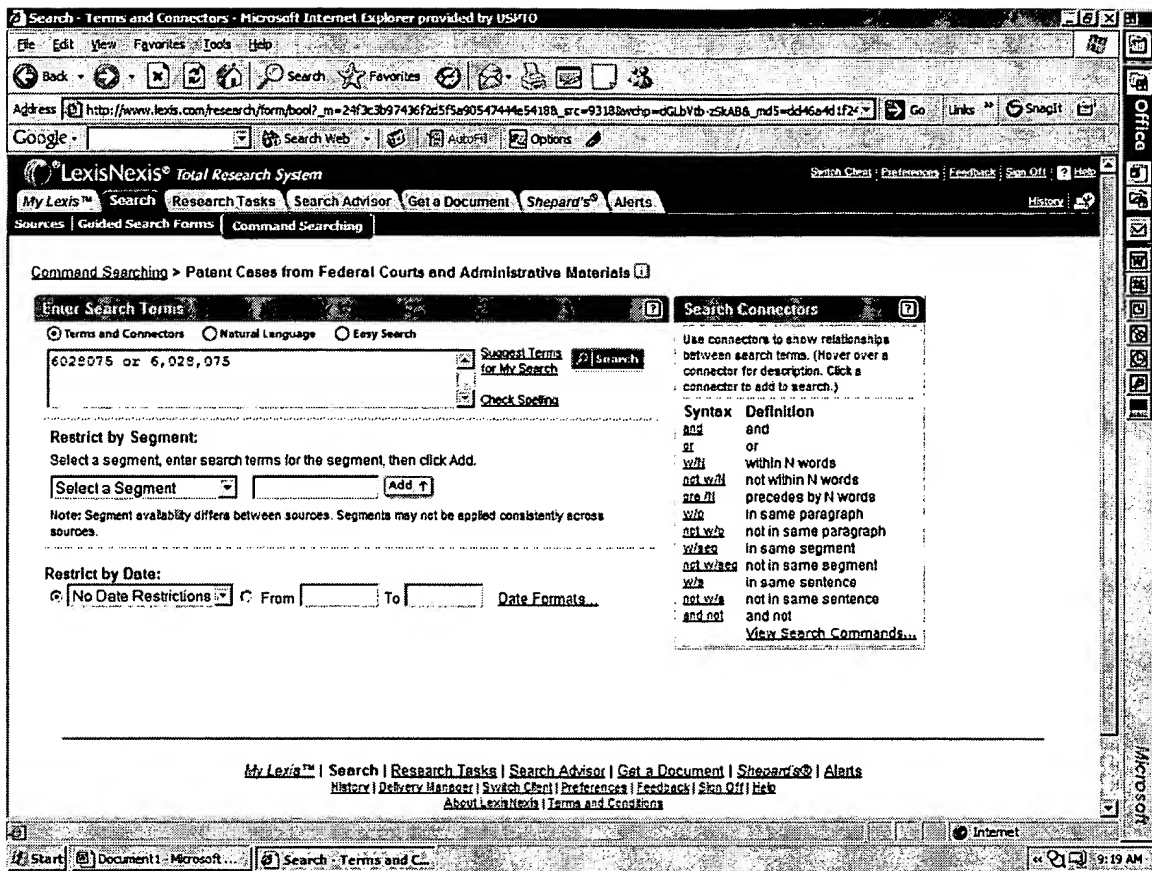 Search - Terms and Connectors - Microsoft Internet Explorer provided by USPTO
File Edit View Favorites Tools Help
Back Search Favorites
Address http://www.lexis.com/research/form/bool?_m= Go Links » SnagIt
Google - Search Web AutoFill Options
LexisNexis® Total Research System Switch Client | Preferences | Feedback | Sign Off | ? Help
My Lexis™ Search Research Tasks Search Advisor Get a Document Shepard's® Alerts History
Sources | Guided Search Forms | Command Searching
Command Searching > Patent Cases from Federal Courts and Administrative Materials i
Enter Search Terms ?
Terms and Connectors Natural Language Easy Search
6028075 or 6,028,075
Suggest Terms for My Search
Search
Check Spelling
Restrict by Segment:
Select a segment, enter search terms for the segment, then click Add.
Select a Segment Add ↑
Note: Segment availability differs between sources. Segments may not be applied consistently across
sources.
Restrict by Date:
No Date Restrictions From To Date Formats...
Search Connectors ?
Use connectors to show relationships
between search terms. (Hover over a
connector for description. Click a
connector to add to search.)
Syntax Definition
and and
or or
w/N within N words
not w/N not within N words
pre /N precedes by N words
w/p in same paragraph
not w/p not in same paragraph
w/seg in same segment
not w/seg not in same segment
w/s in same sentence
not w/s not in same sentence
and not and not
View Search Commands...
My Lexis™ | Search | Research Tasks | Search Advisor | Get a Document | Shepard's® | Alerts
History | Delivery Manager | Switch Client | Preferences | Feedback | Sign Off | Help
About LexisNexis | Terms and Conditions
Internet
Start Document1 - Microsoft ... Search - Terms and C... « 9:19 AM
Office
Microsoft